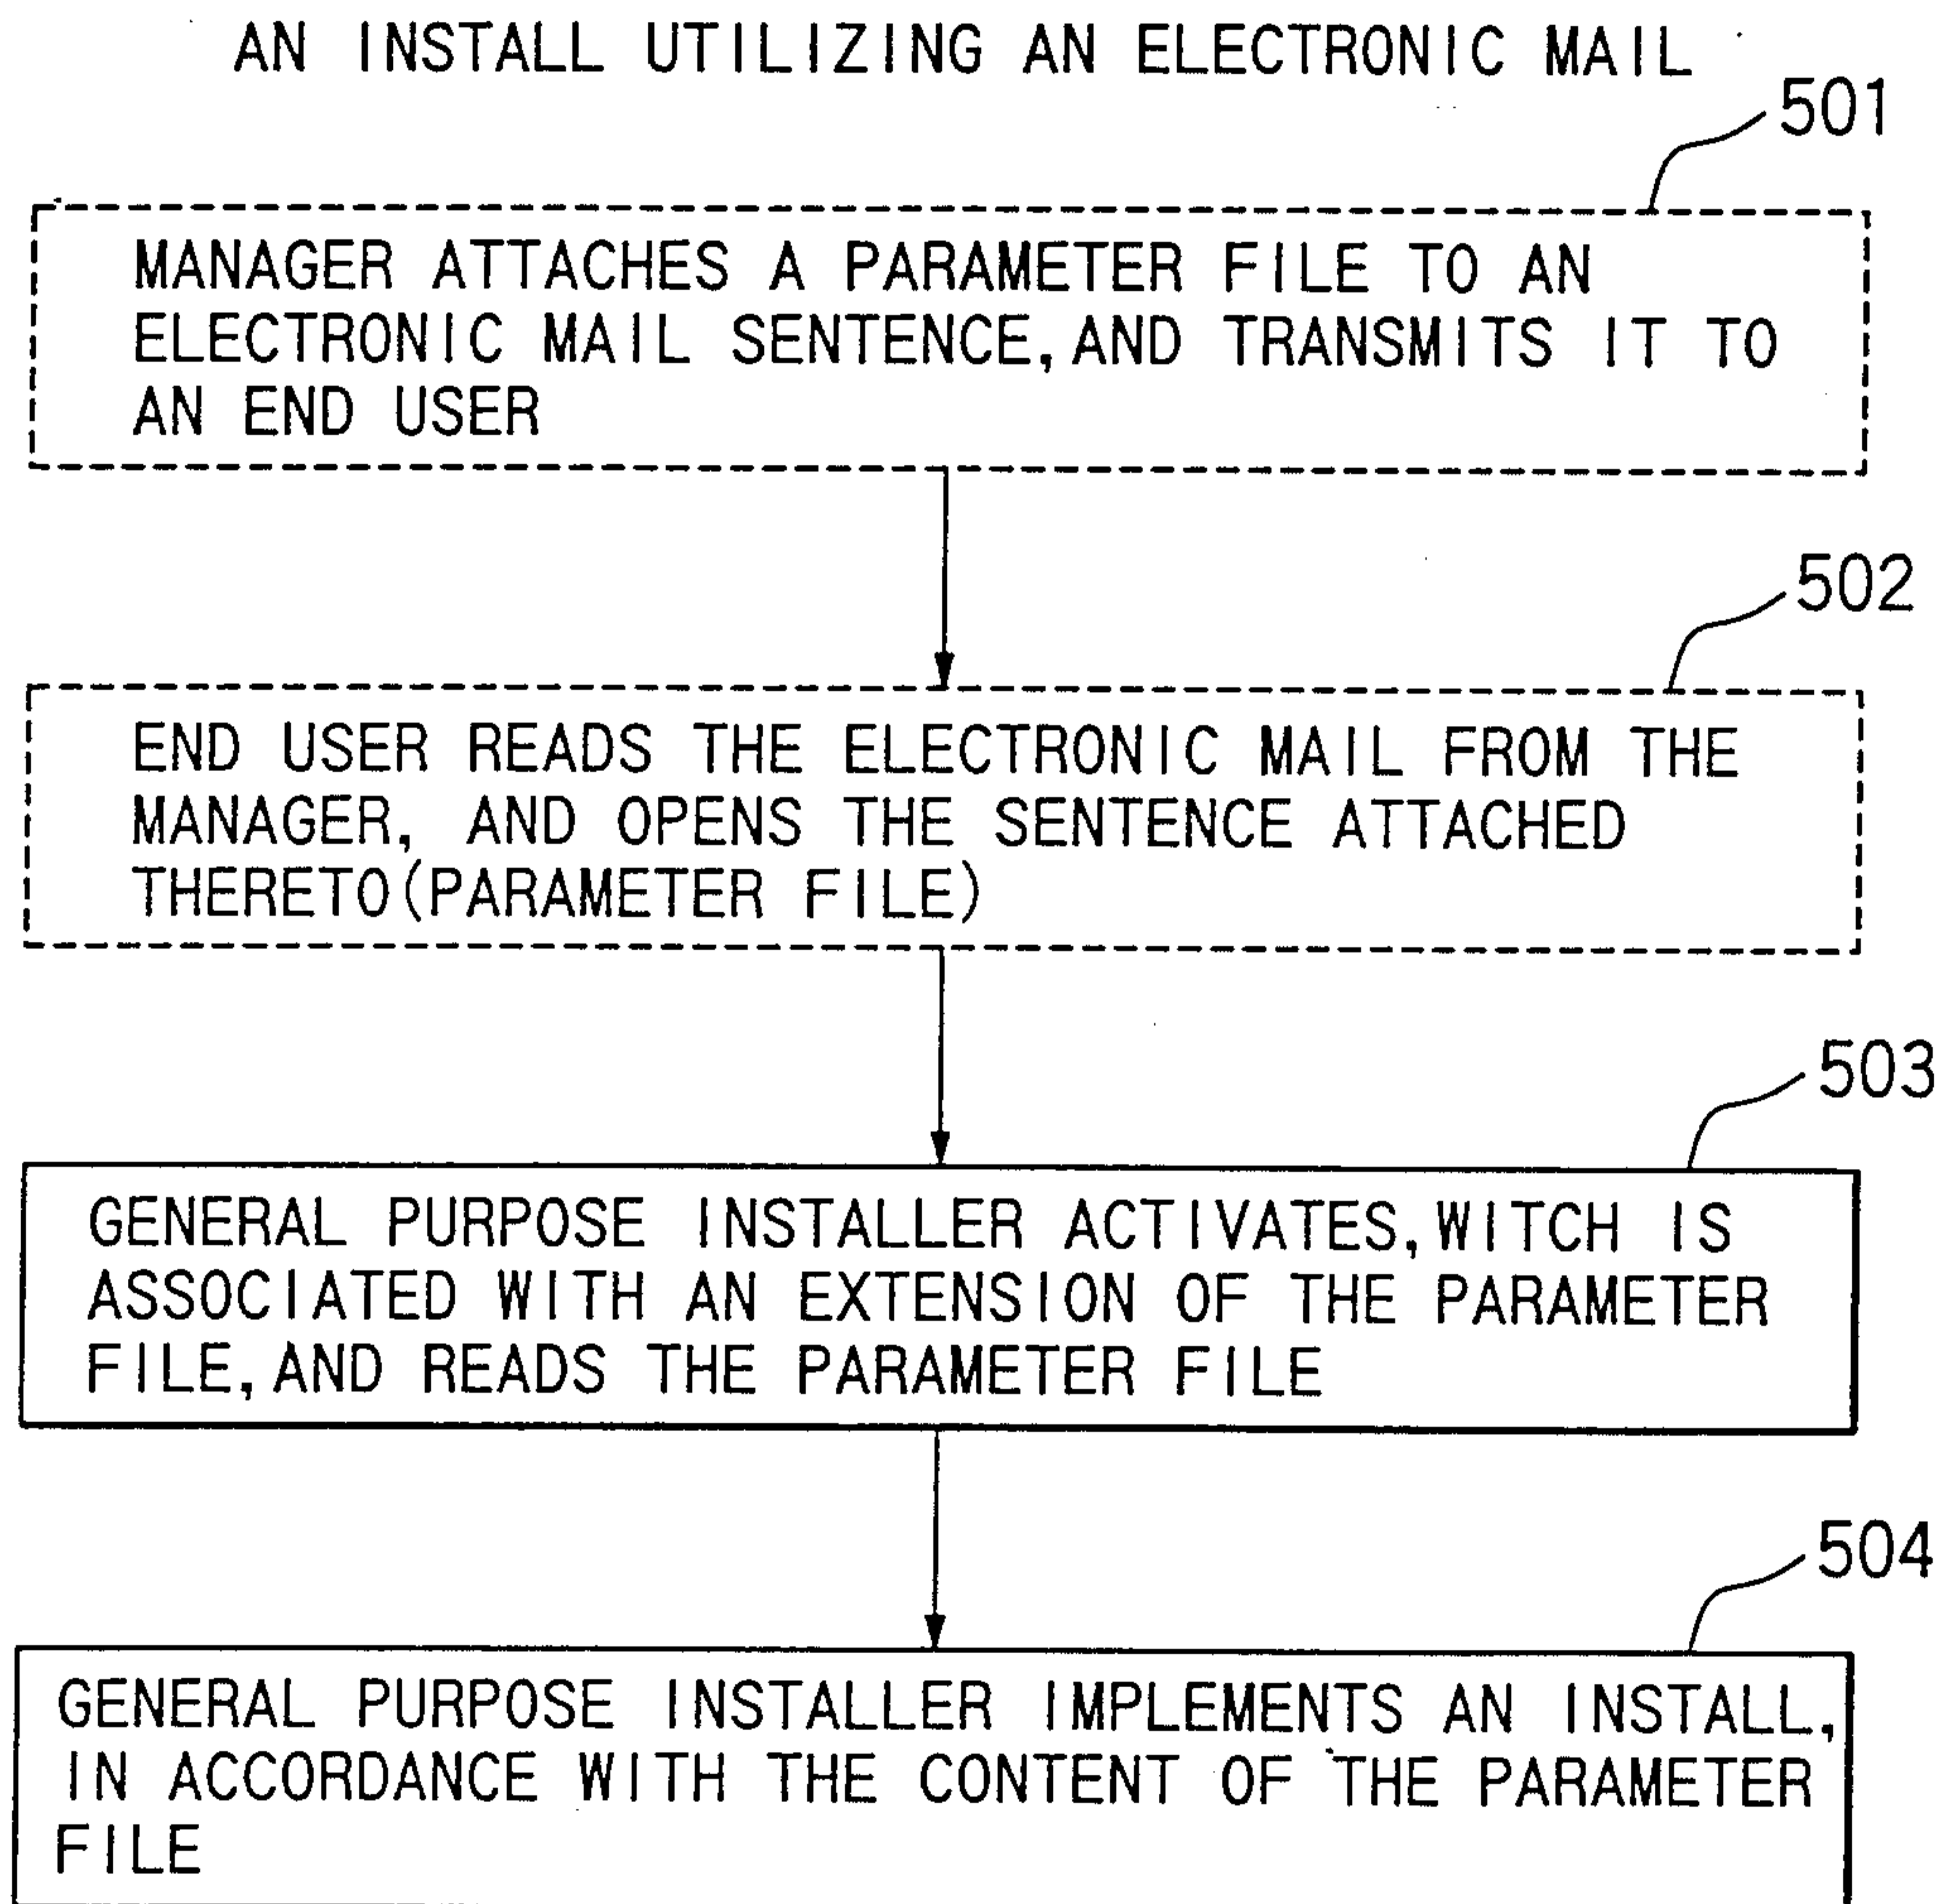 AN INSTALL UTILIZING AN ELECTRONIC MAIL
501
MANAGER ATTACHES A PARAMETER FILE TO AN
ELECTRONIC MAIL SENTENCE, AND TRANSMITS IT TO
AN END USER
502
END USER READS THE ELECTRONIC MAIL FROM THE
MANAGER, AND OPENS THE SENTENCE ATTACHED
THERETO(PARAMETER FILE)
503
GENERAL PURPOSE INSTALLER ACTIVATES, WITCH IS
ASSOCIATED WITH AN EXTENSION OF THE PARAMETER
FILE, AND READS THE PARAMETER FILE
504
GENERAL PURPOSE INSTALLER IMPLEMENTS AN INSTALL,
IN ACCORDANCE WITH THE CONTENT OF THE PARAMETER
FILE